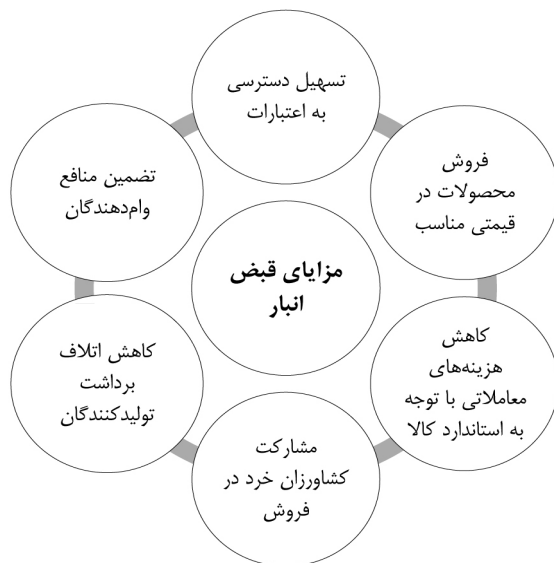 تسهیل دسترسی
به اعتبارات
فروش
محصولات در
قیمتی مناسب
کاهش
هزینه‌های
معاملاتی با توجه
به استاندارد کالا
مشارکت
کشاورزان خرد در
فروش
کاهش اتلاف
برداشت
تولیدکنندگان
تضمین منافع
وام‌دهندگان
مزایای قبض
انبار